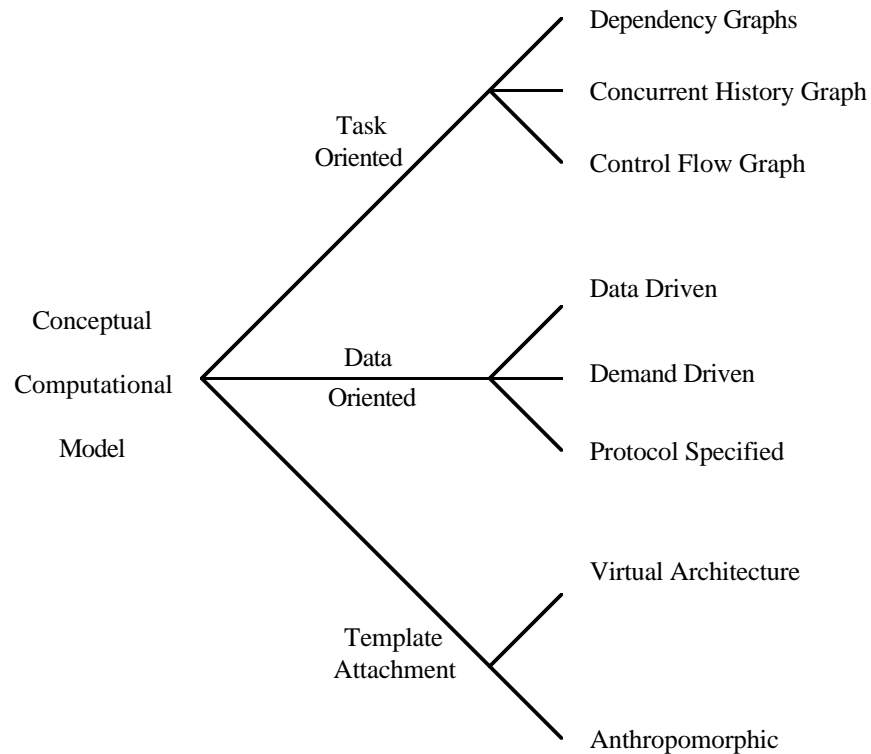 Conceptual
Computational
Model
Task
Oriented
Dependency Graphs
Concurrent History Graph
Control Flow Graph
Data
Oriented
Data Driven
Demand Driven
Protocol Specified
Template
Attachment
Virtual Architecture
Anthropomorphic